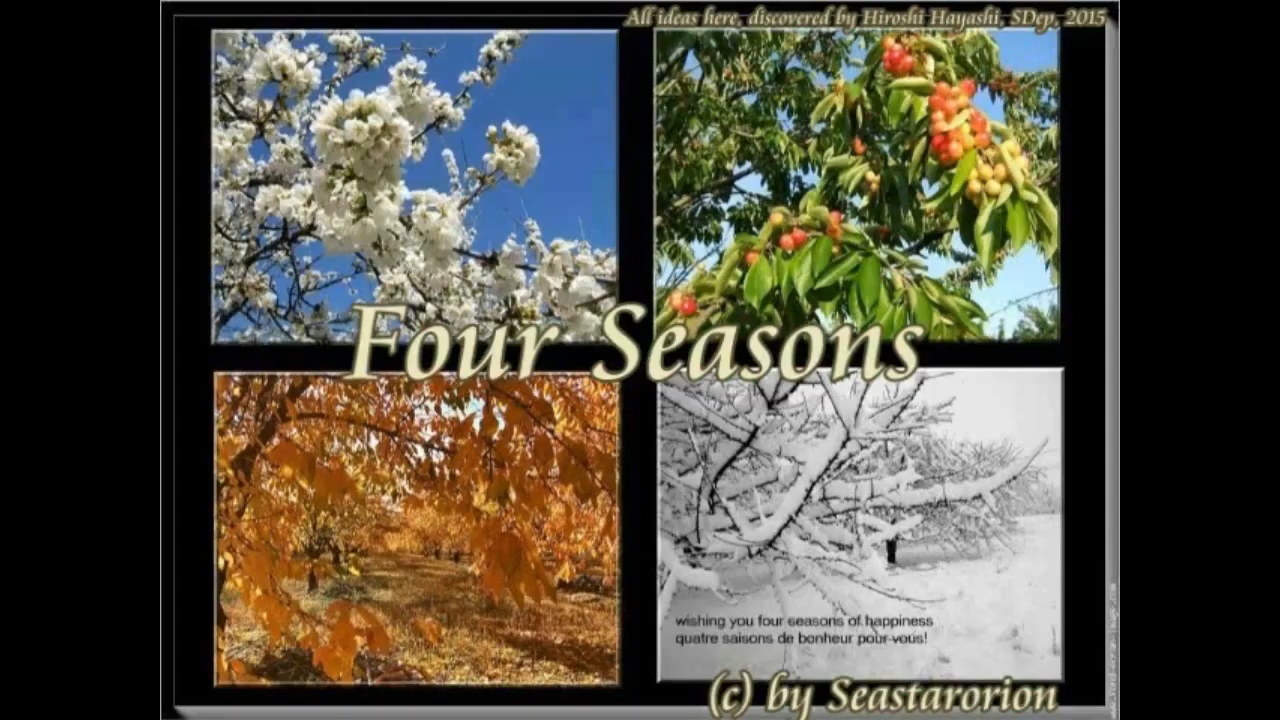 All ideas here, discovered by Hiroshi Hayashi, SDep, 2015
Four Seasons
wishing you four seasons of happiness
quatre saisons de bonheur pour vous!
(c) by Seastarorion